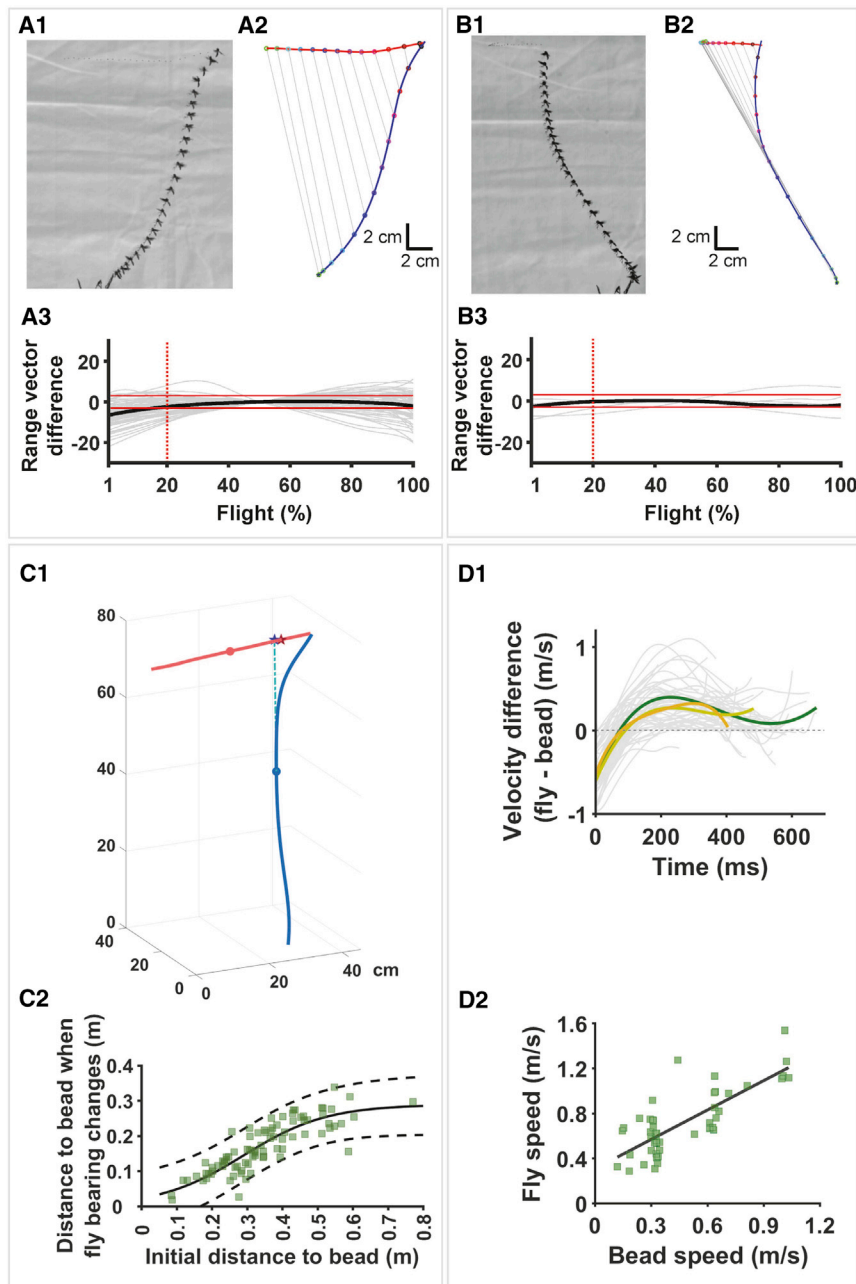 A1
A2
2 cm
2 cm
B1
B2
2 cm
2 cm
A3
Range vector
difference
20
0
-20
1
20
40
60
80
100
Flight (%)
B3
Range vector
difference
20
0
-20
1
20
40
60
80
100
Flight (%)
C1
80
60
40
20
0
40
20
0
0
20
40
cm
D1
Velocity difference
(fly - bead) (m/s)
1
0
-1
0
200
400
600
Time (ms)
C2
Distance to bead when
fly bearing changes (m)
0.4
0.3
0.2
0.1
0
0
0.1
0.2
0.3
0.4
0.5
0.6
0.7
0.8
Initial distance to bead (m)
D2
Fly speed (m/s)
1.6
1.2
0.8
0.4
0
0
0.3
0.6
0.9
1.2
Bead speed (m/s)